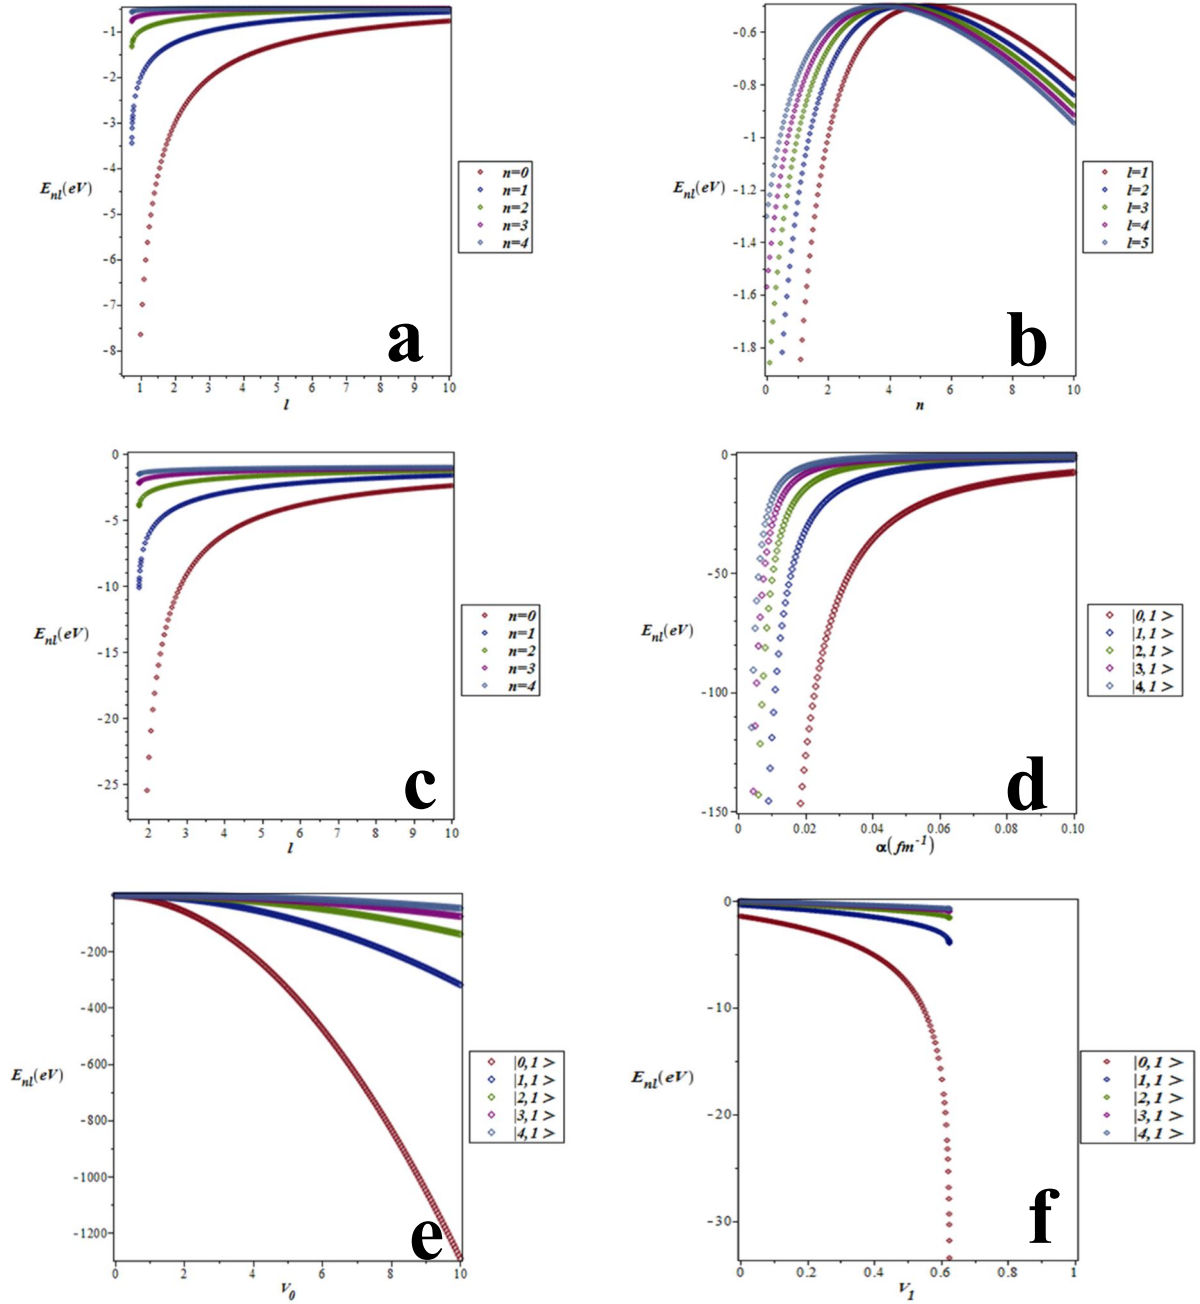 -1
-2
-3
-4
-5
-6
-7
-8
E_nl(eV)
1 2 3 4 5 6 7 8 9 10
l
n=0
n=1
n=2
n=3
n=4
a
-0.6
-0.8
-1
-1.2
-1.4
-1.6
-1.8
E_nl(eV)
0 2 4 6 8 10
n
l=1
l=2
l=3
l=4
l=5
b
0
-5
-10
-15
-20
-25
E_nl(eV)
2 3 4 5 6 7 8 9 10
l
n=0
n=1
n=2
n=3
n=4
c
0
-50
-100
-150
E_nl(eV)
0 0.02 0.04 0.06 0.08 0.10
α(fm⁻¹)
|0,1>
|1,1>
|2,1>
|3,1>
|4,1>
d
-200
-400
-600
-800
-1000
-1200
E_nl(eV)
0 2 4 6 8 10
V₀
|0,1>
|1,1>
|2,1>
|3,1>
|4,1>
e
0
-10
-20
-30
E_nl(eV)
0 0.2 0.4 0.6 0.8 1
V₁
|0,1>
|1,1>
|2,1>
|3,1>
|4,1>
f